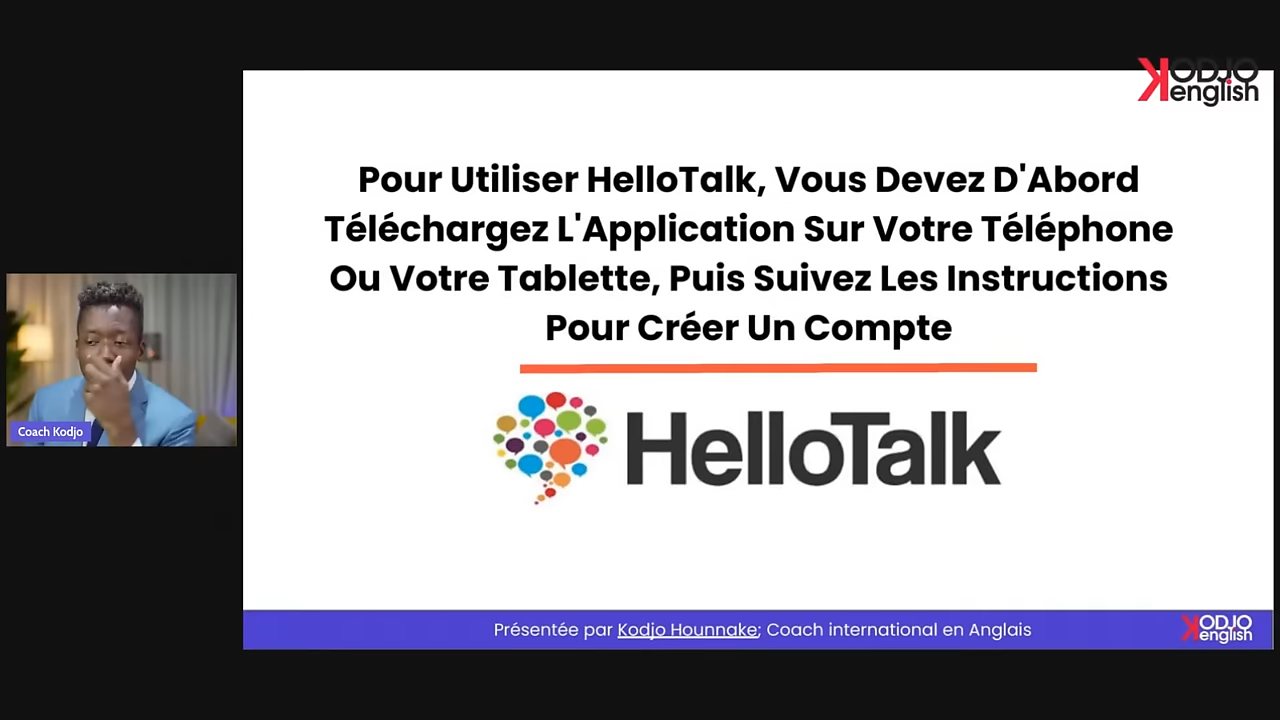 KODJO
english
Pour Utiliser HelloTalk, Vous Devez D'Abord
Téléchargez L'Application Sur Votre Téléphone
Ou Votre Tablette, Puis Suivez Les Instructions
Pour Créer Un Compte
HelloTalk
Coach Kodjo
Présentée par Kodjo Hounnake; Coach international en Anglais
KODJO
english